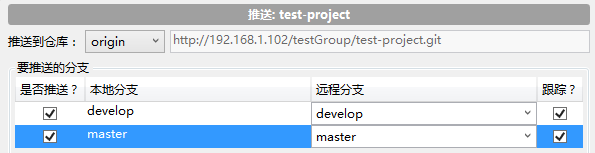 推送: test-project
推送到仓库： origin http://192.168.1.102/testGroup/test-project.git
要推送的分支
是否推送？ 本地分支 远程分支 跟踪？
develop develop
master master